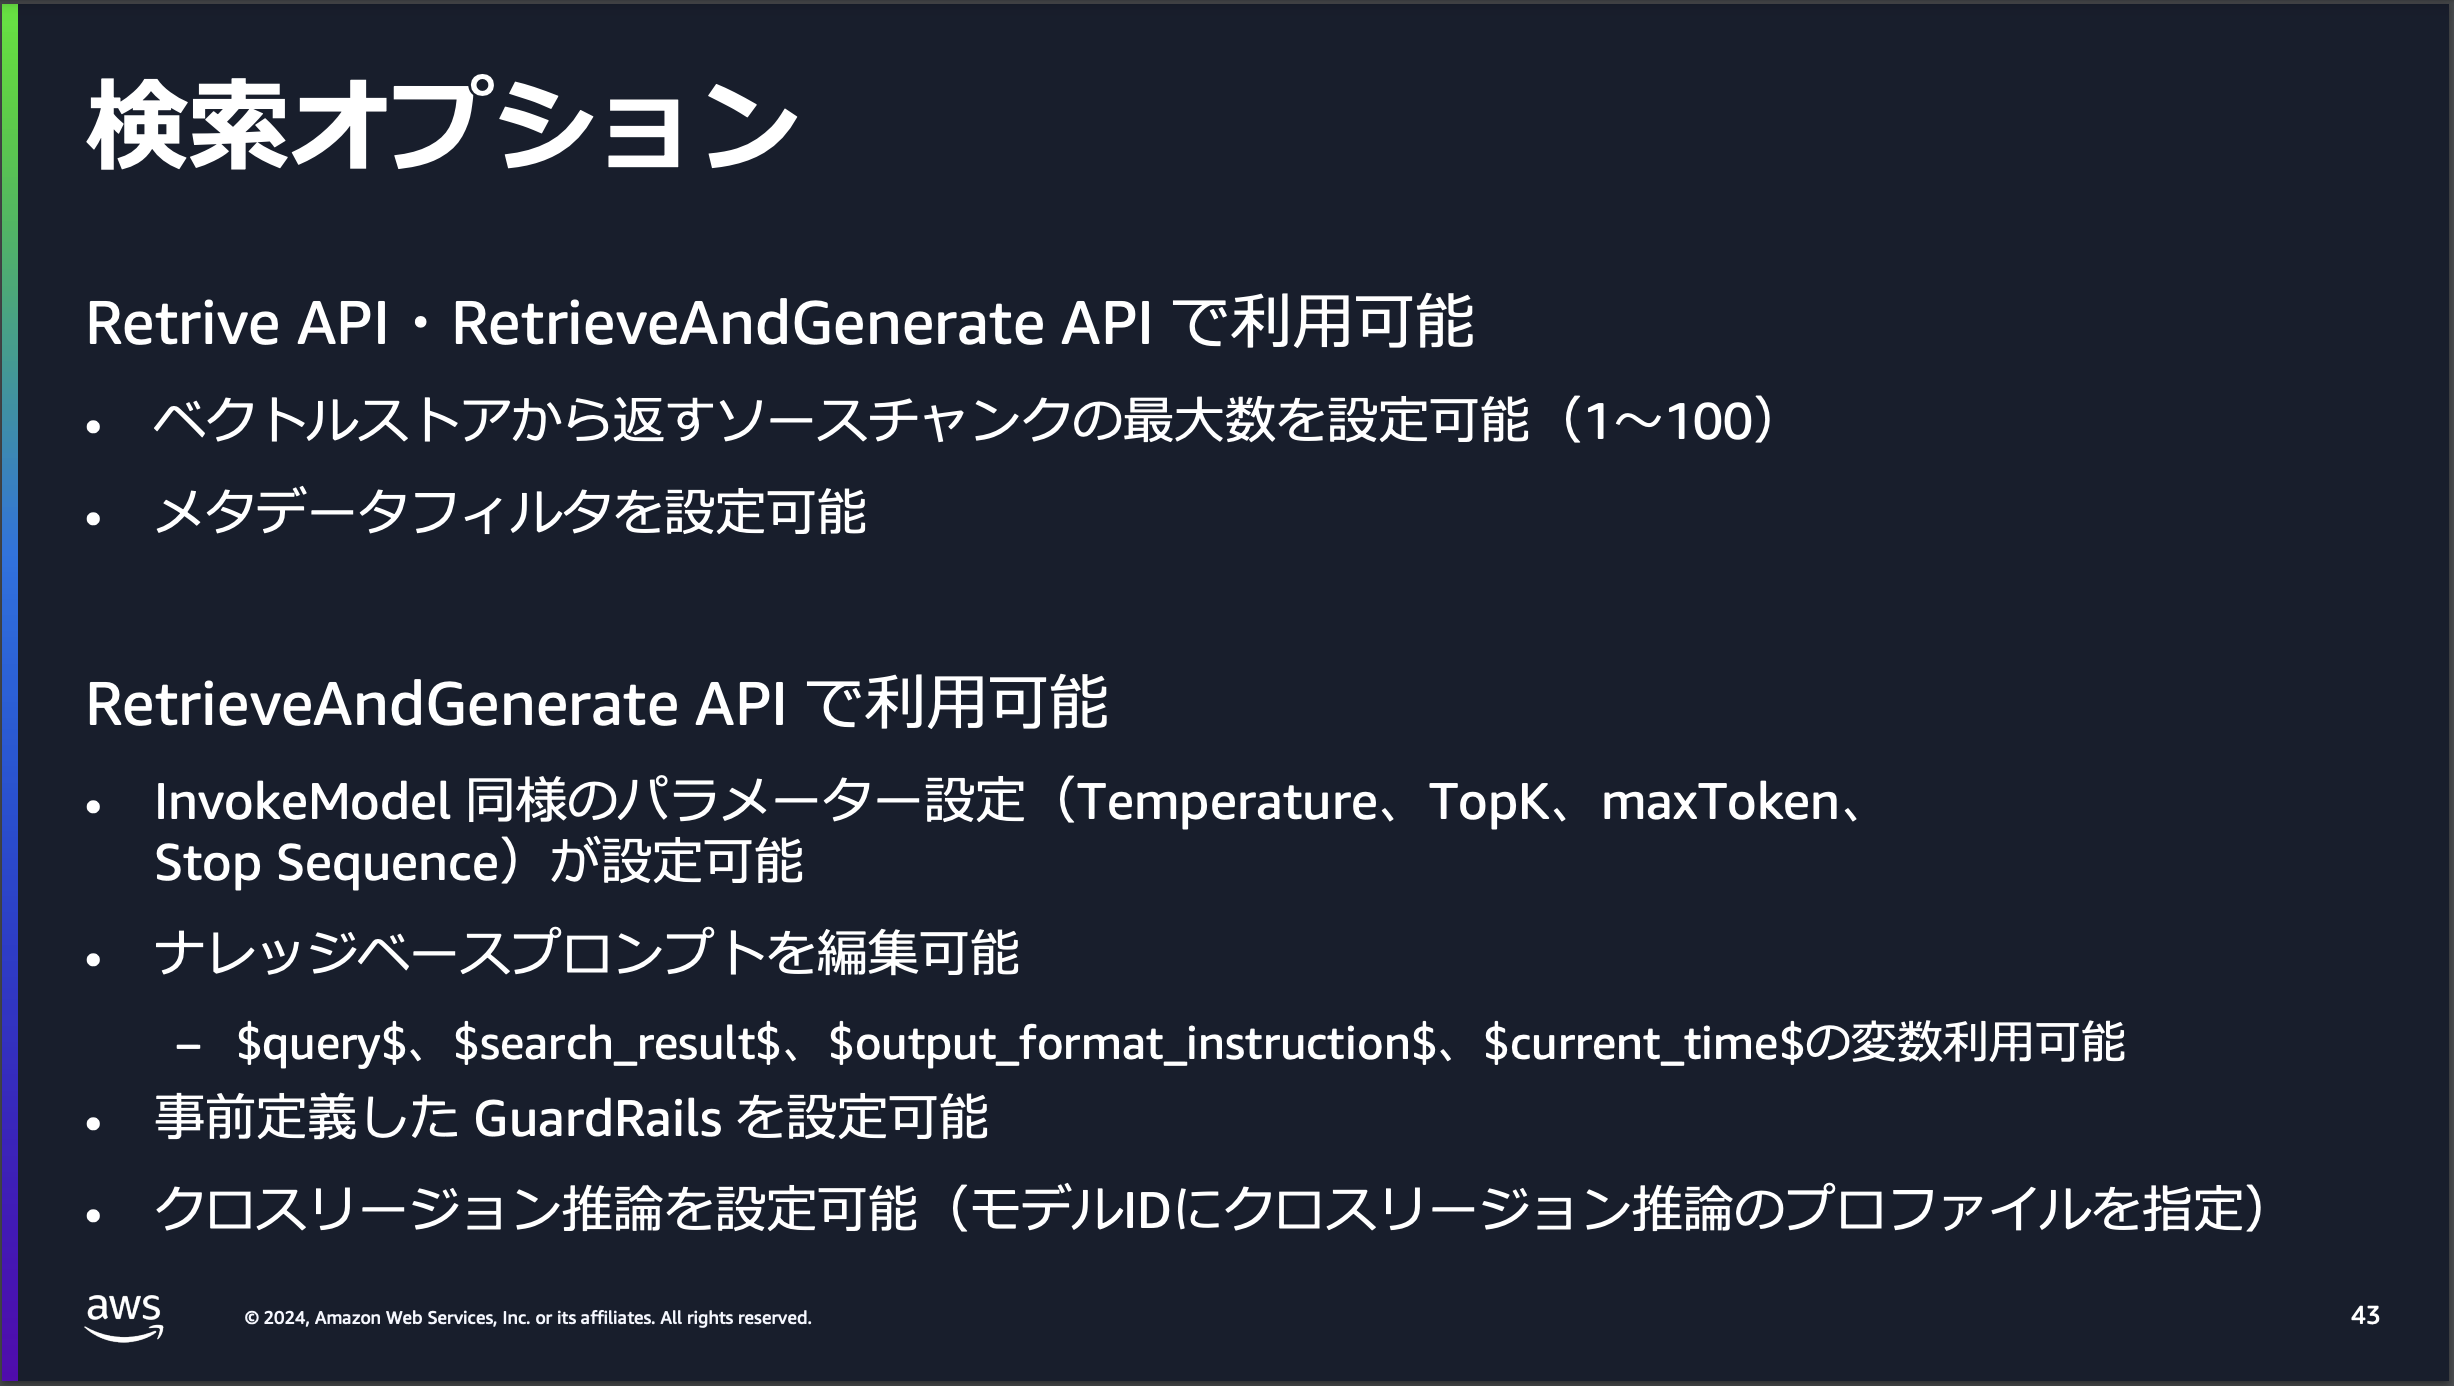 検索オプション
Retrive API・RetrieveAndGenerate API で利用可能
• ベクトルストアから返すソースチャンクの最大数を設定可能（1～100）
• メタデータフィルタを設定可能
RetrieveAndGenerate API で利用可能
• InvokeModel 同様のパラメーター設定（Temperature、TopK、maxToken、
Stop Sequence）が設定可能
• ナレッジベースプロンプトを編集可能
– $query$、$search_result$、$output_format_instruction$、$current_time$の変数利用可能
• 事前定義した GuardRails を設定可能
• クロスリージョン推論を設定可能（モデルIDにクロスリージョン推論のプロファイルを指定）
aws
© 2024, Amazon Web Services, Inc. or its affiliates. All rights reserved.
43